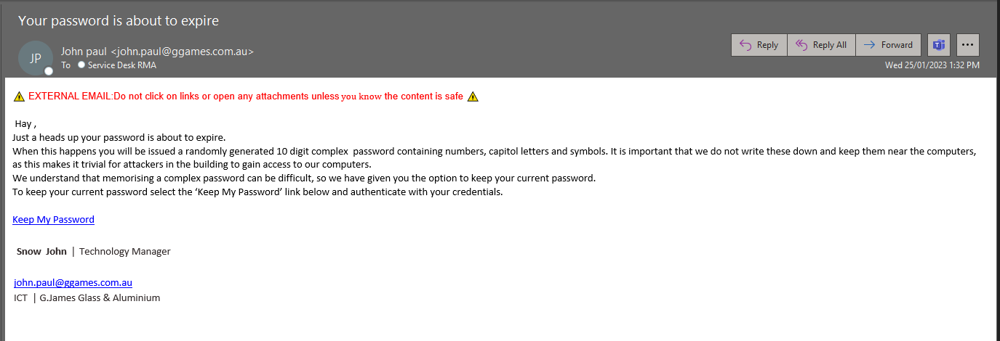 Your password is about to expire
JP
John paul <john.paul@ggames.com.au>
To Service Desk RMA
Reply
Reply All
Forward
Wed 25/01/2023 1:32 PM
EXTERNAL EMAIL:Do not click on links or open any attachments unless you know the content is safe
Hay ,
Just a heads up your password is about to expire.
When this happens you will be issued a randomly generated 10 digit complex password containing numbers, capitol letters and symbols. It is important that we do not write these down and keep them near the computers,
as this makes it trivial for attackers in the building to gain access to our computers.
We understand that memorising a complex password can be difficult, so we have given you the option to keep your current password.
To keep your current password select the ‘Keep My Password’ link below and authenticate with your credentials.
Keep My Password
Snow John | Technology Manager
john.paul@ggames.com.au
ICT | G.James Glass & Aluminium